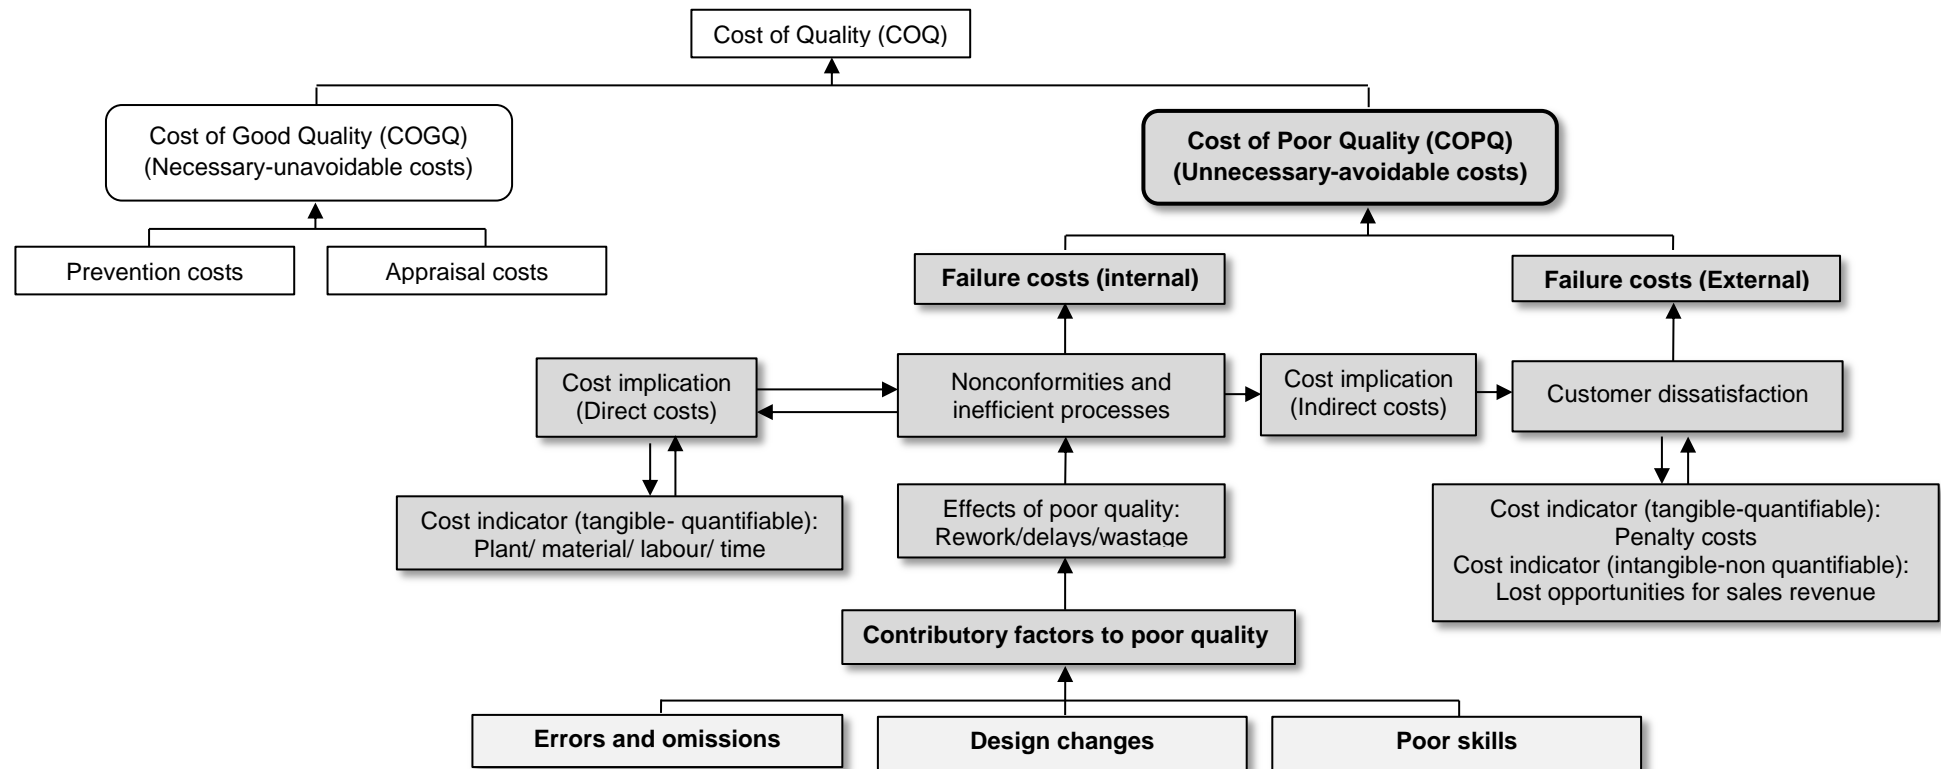 Cost of Quality (COQ)
Cost of Good Quality (COGQ)
(Necessary-unavoidable costs)
Cost of Poor Quality (COPQ)
(Unnecessary-avoidable costs)
Prevention costs
Appraisal costs
Failure costs (internal)
Failure costs (External)
Cost implication
(Direct costs)
Nonconformities and
inefficient processes
Cost implication
(Indirect costs)
Customer dissatisfaction
Cost indicator (tangible- quantifiable):
Plant/ material/ labour/ time
Effects of poor quality:
Rework/delays/wastage
Cost indicator (tangible-quantifiable):
Penalty costs
Cost indicator (intangible-non quantifiable):
Lost opportunities for sales revenue
Contributory factors to poor quality
Errors and omissions
Design changes
Poor skills